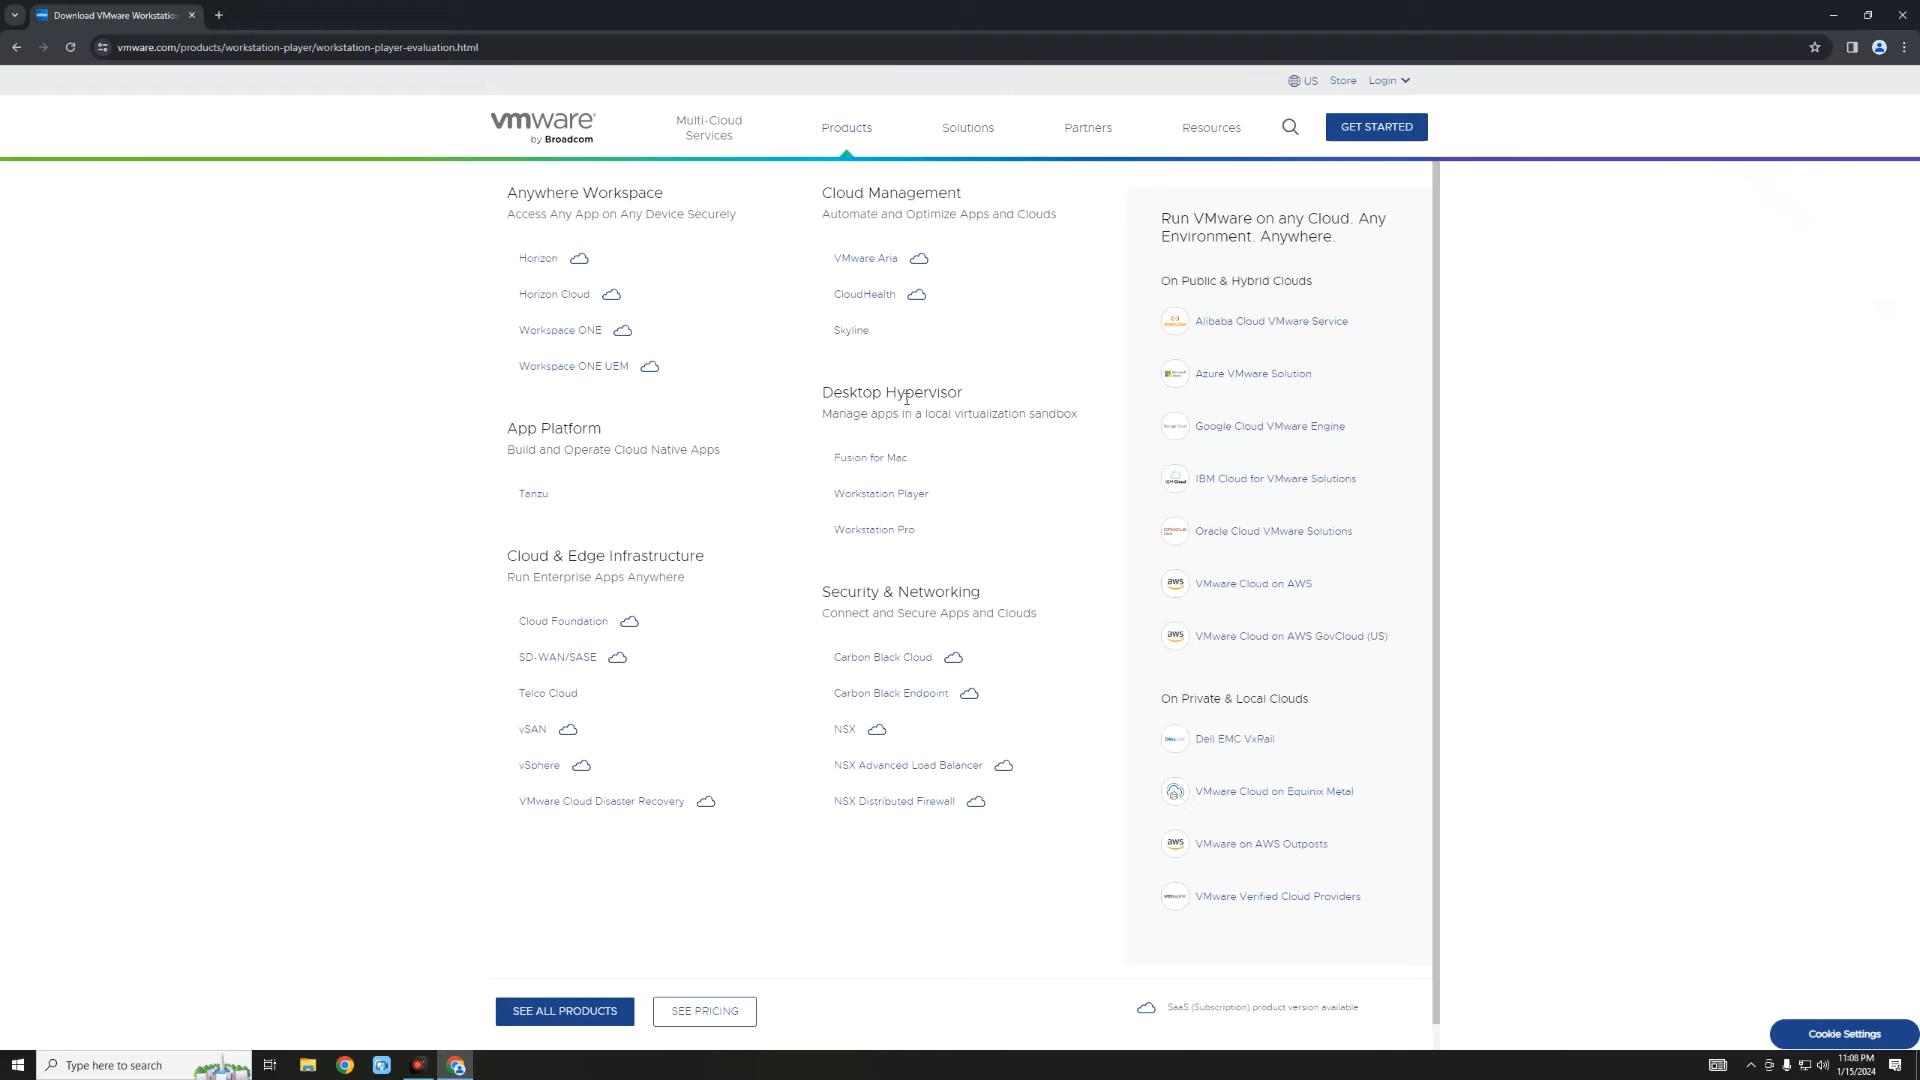 Download VMware Workstation
vmware.com/products/workstation-player/workstation-player-evaluation.html
US Store Login
vmware
by Broadcom
Multi-Cloud
Services
Products
Solutions
Partners
Resources
GET STARTED
Anywhere Workspace
Access Any App on Any Device Securely
Horizon
Horizon Cloud
Workspace ONE
Workspace ONE UEM
App Platform
Build and Operate Cloud Native Apps
Tanzu
Cloud & Edge Infrastructure
Run Enterprise Apps Anywhere
Cloud Foundation
SD-WAN/SASE
Telco Cloud
vSAN
vSphere
VMware Cloud Disaster Recovery
Cloud Management
Automate and Optimize Apps and Clouds
VMware Aria
CloudHealth
Skyline
Desktop Hypervisor
Manage apps in a local virtualization sandbox
Fusion for Mac
Workstation Player
Workstation Pro
Security & Networking
Connect and Secure Apps and Clouds
Carbon Black Cloud
Carbon Black Endpoint
NSX
NSX Advanced Load Balancer
NSX Distributed Firewall
Run VMware on any Cloud. Any
Environment. Anywhere.
On Public & Hybrid Clouds
Alibaba Cloud VMware Service
Azure VMware Solution
Google Cloud VMware Engine
IBM Cloud for VMware Solutions
Oracle Cloud VMware Solutions
aws VMware Cloud on AWS
aws VMware Cloud on AWS GovCloud (US)
On Private & Local Clouds
Dell EMC VxRail
VMware Cloud on Equinix Metal
aws VMware on AWS Outposts
vmware VMware Verified Cloud Providers
SEE ALL PRODUCTS
SEE PRICING
SaaS (Subscription) product version available
Cookie Settings
Type here to search
11:08 PM
1/15/2024